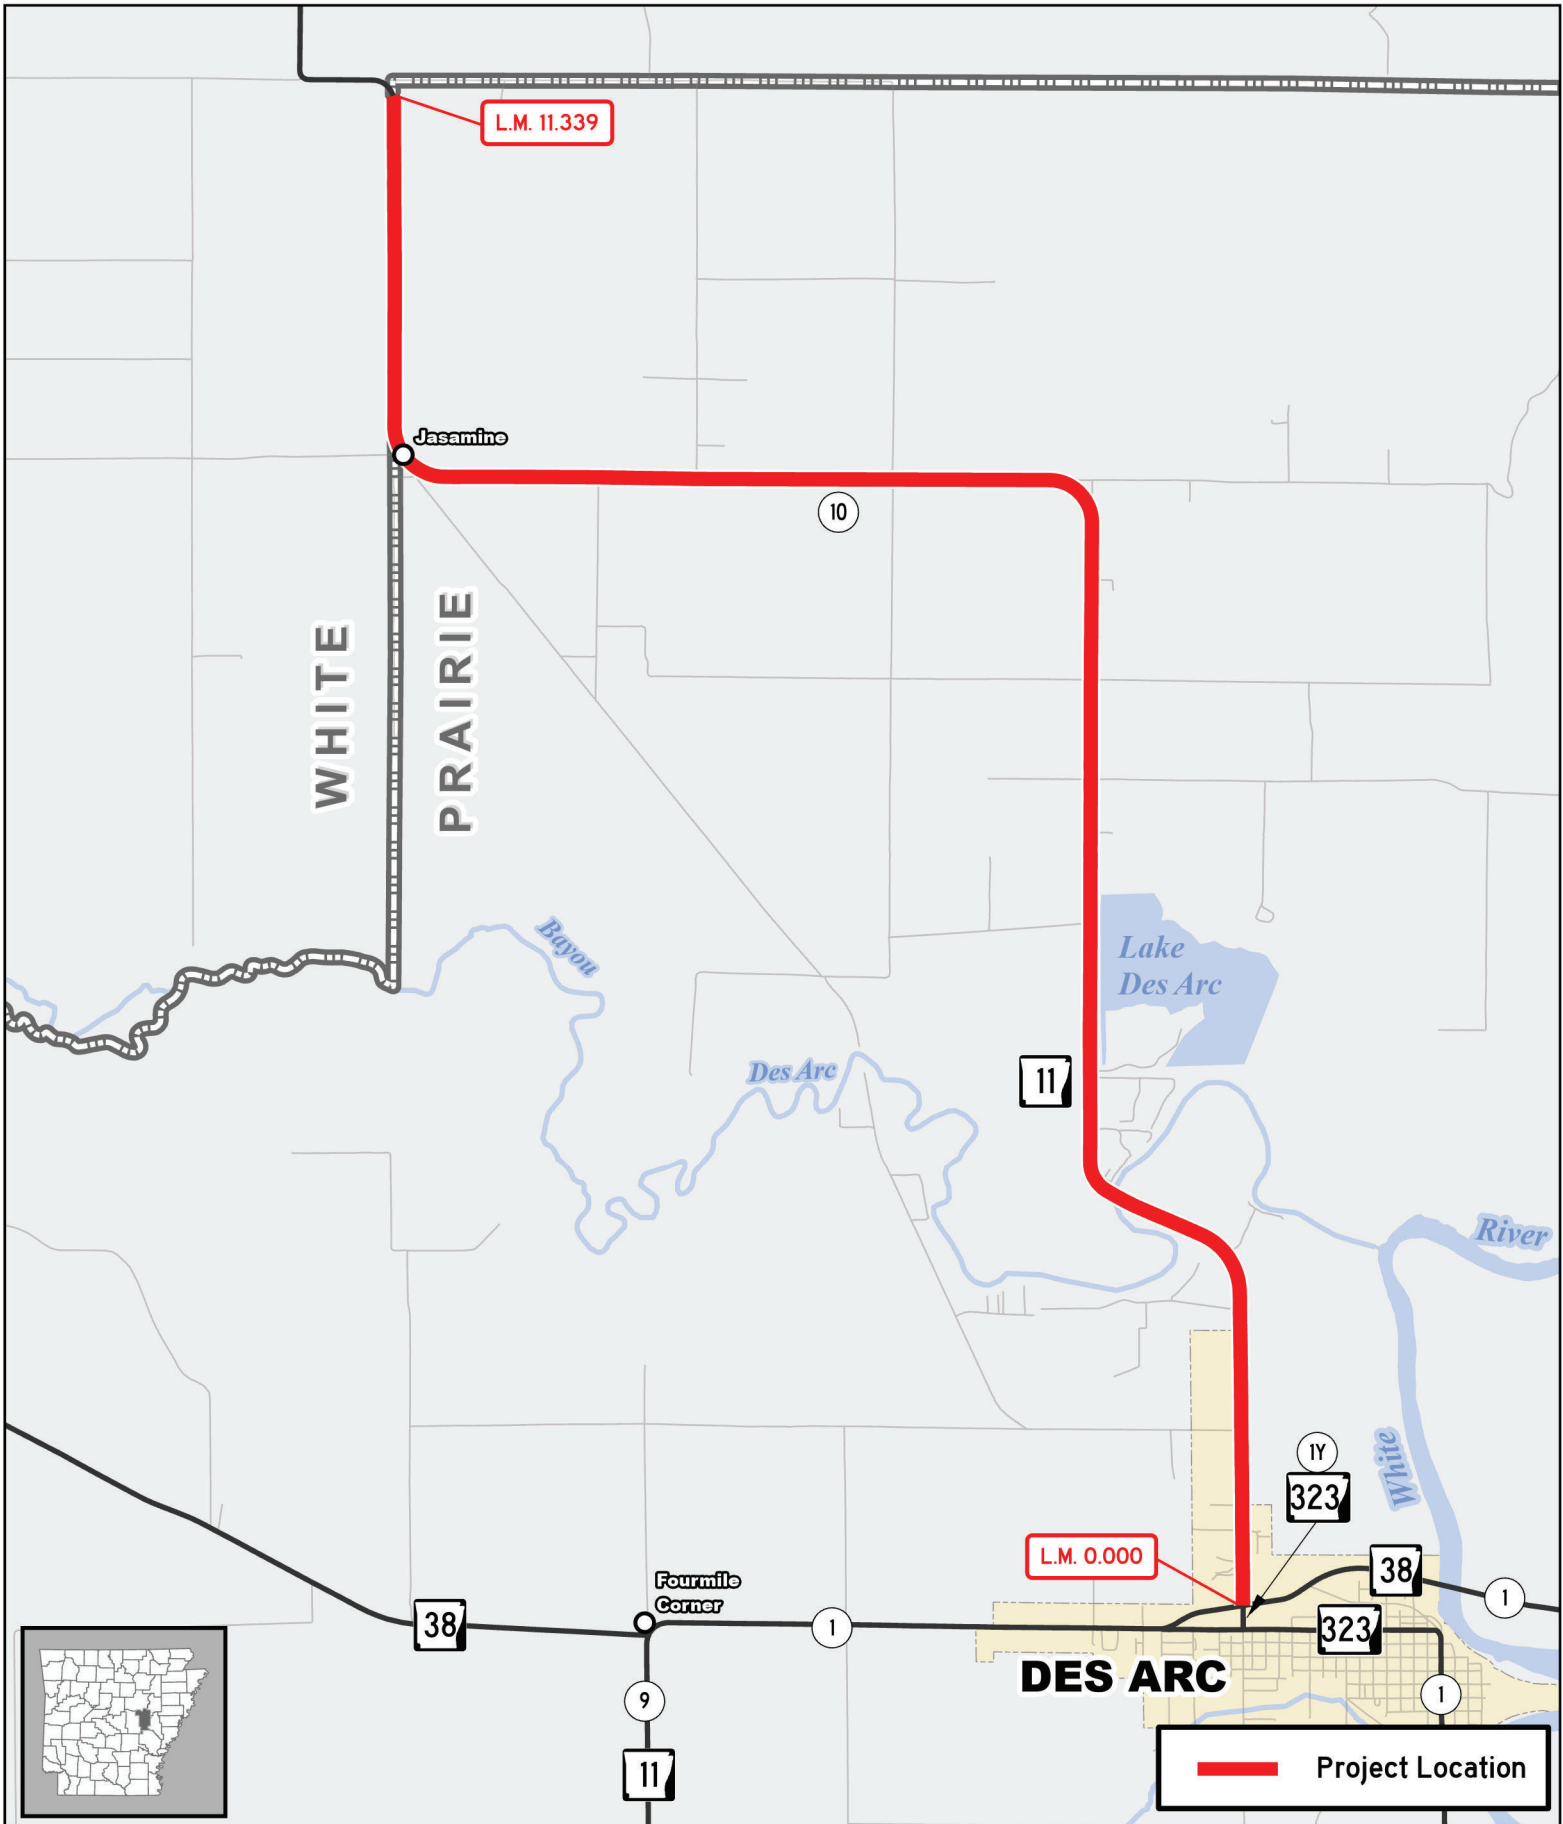 L.M. 11.339
Jasamine
10
WHITE
PRAIRIE
Bayou
Lake
Des Arc
Des Arc
11
River
White
1Y
323
L.M. 0.000
38
1
Fourmile
Corner
38
1
323
DES ARC
9
1
11
Project Location